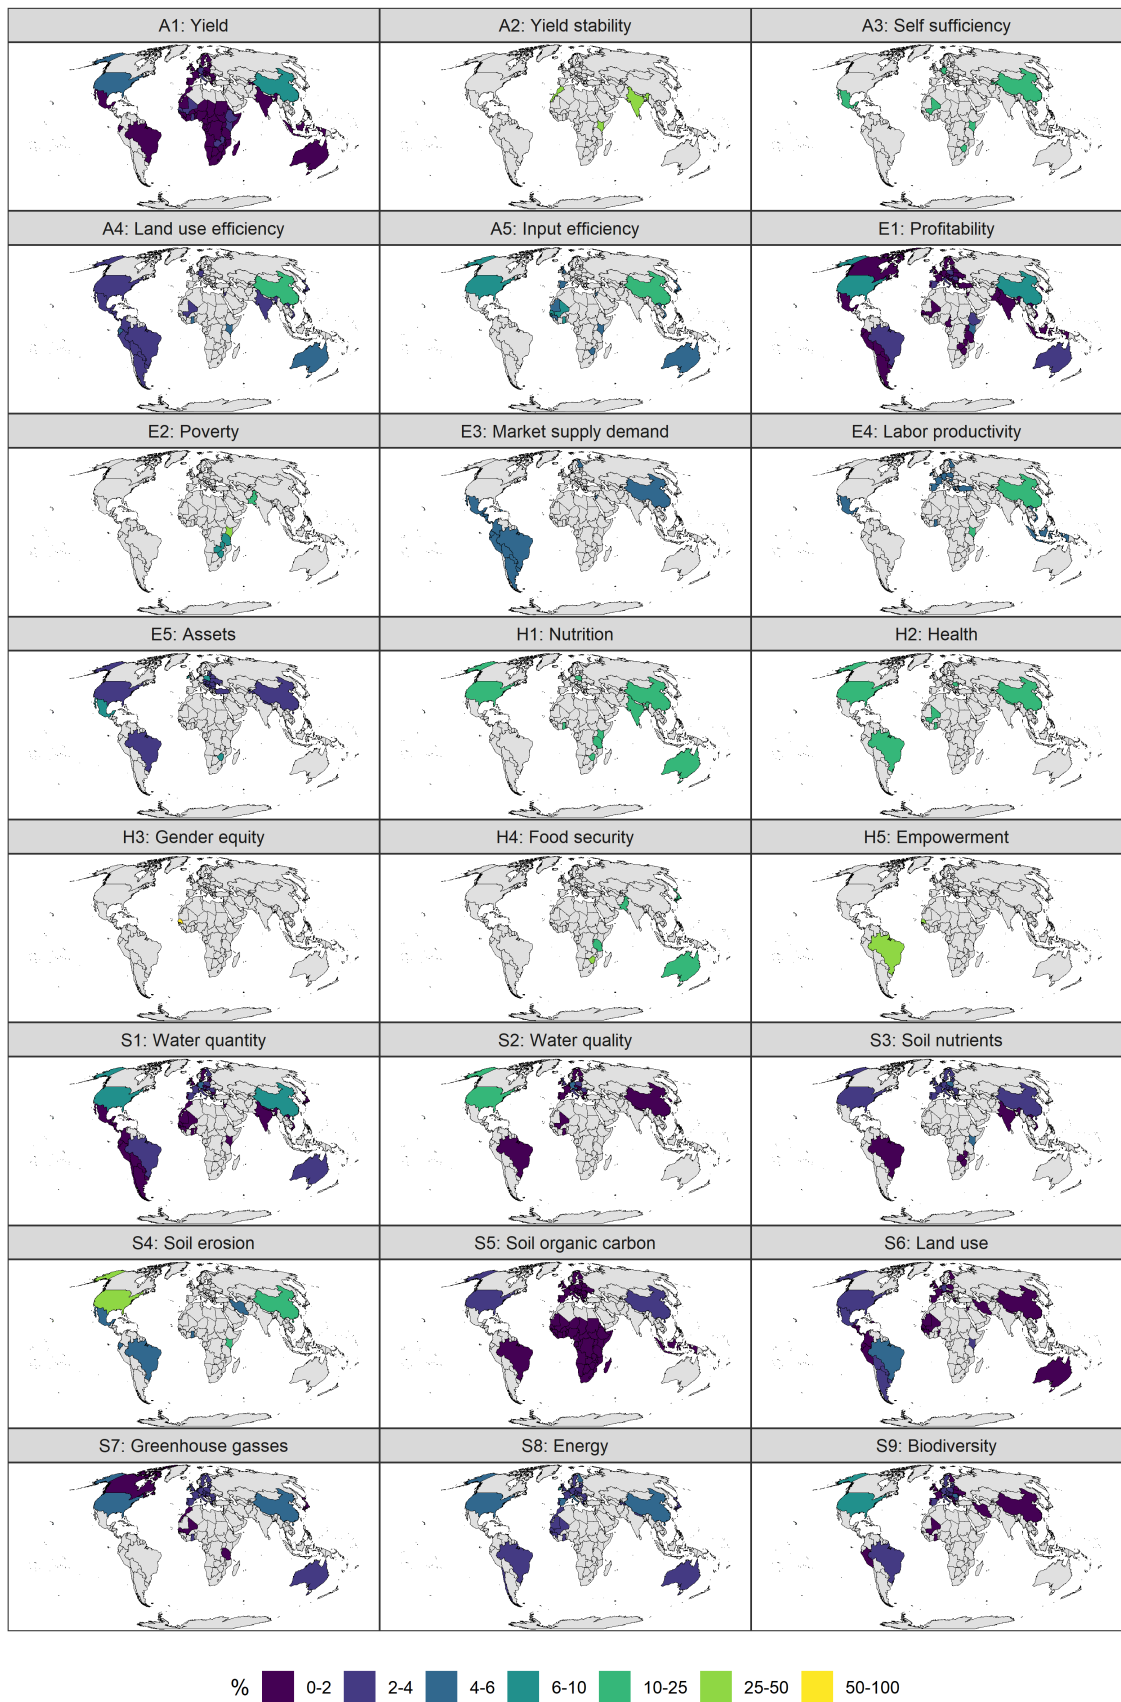 A1: Yield
A2: Yield stability
A3: Self sufficiency
A4: Land use efficiency
A5: Input efficiency
E1: Profitability
E2: Poverty
E3: Market supply demand
E4: Labor productivity
E5: Assets
H1: Nutrition
H2: Health
H3: Gender equity
H4: Food security
H5: Empowerment
S1: Water quantity
S2: Water quality
S3: Soil nutrients
S4: Soil erosion
S5: Soil organic carbon
S6: Land use
S7: Greenhouse gasses
S8: Energy
S9: Biodiversity
% 0-2 2-4 4-6 6-10 10-25 25-50 50-100